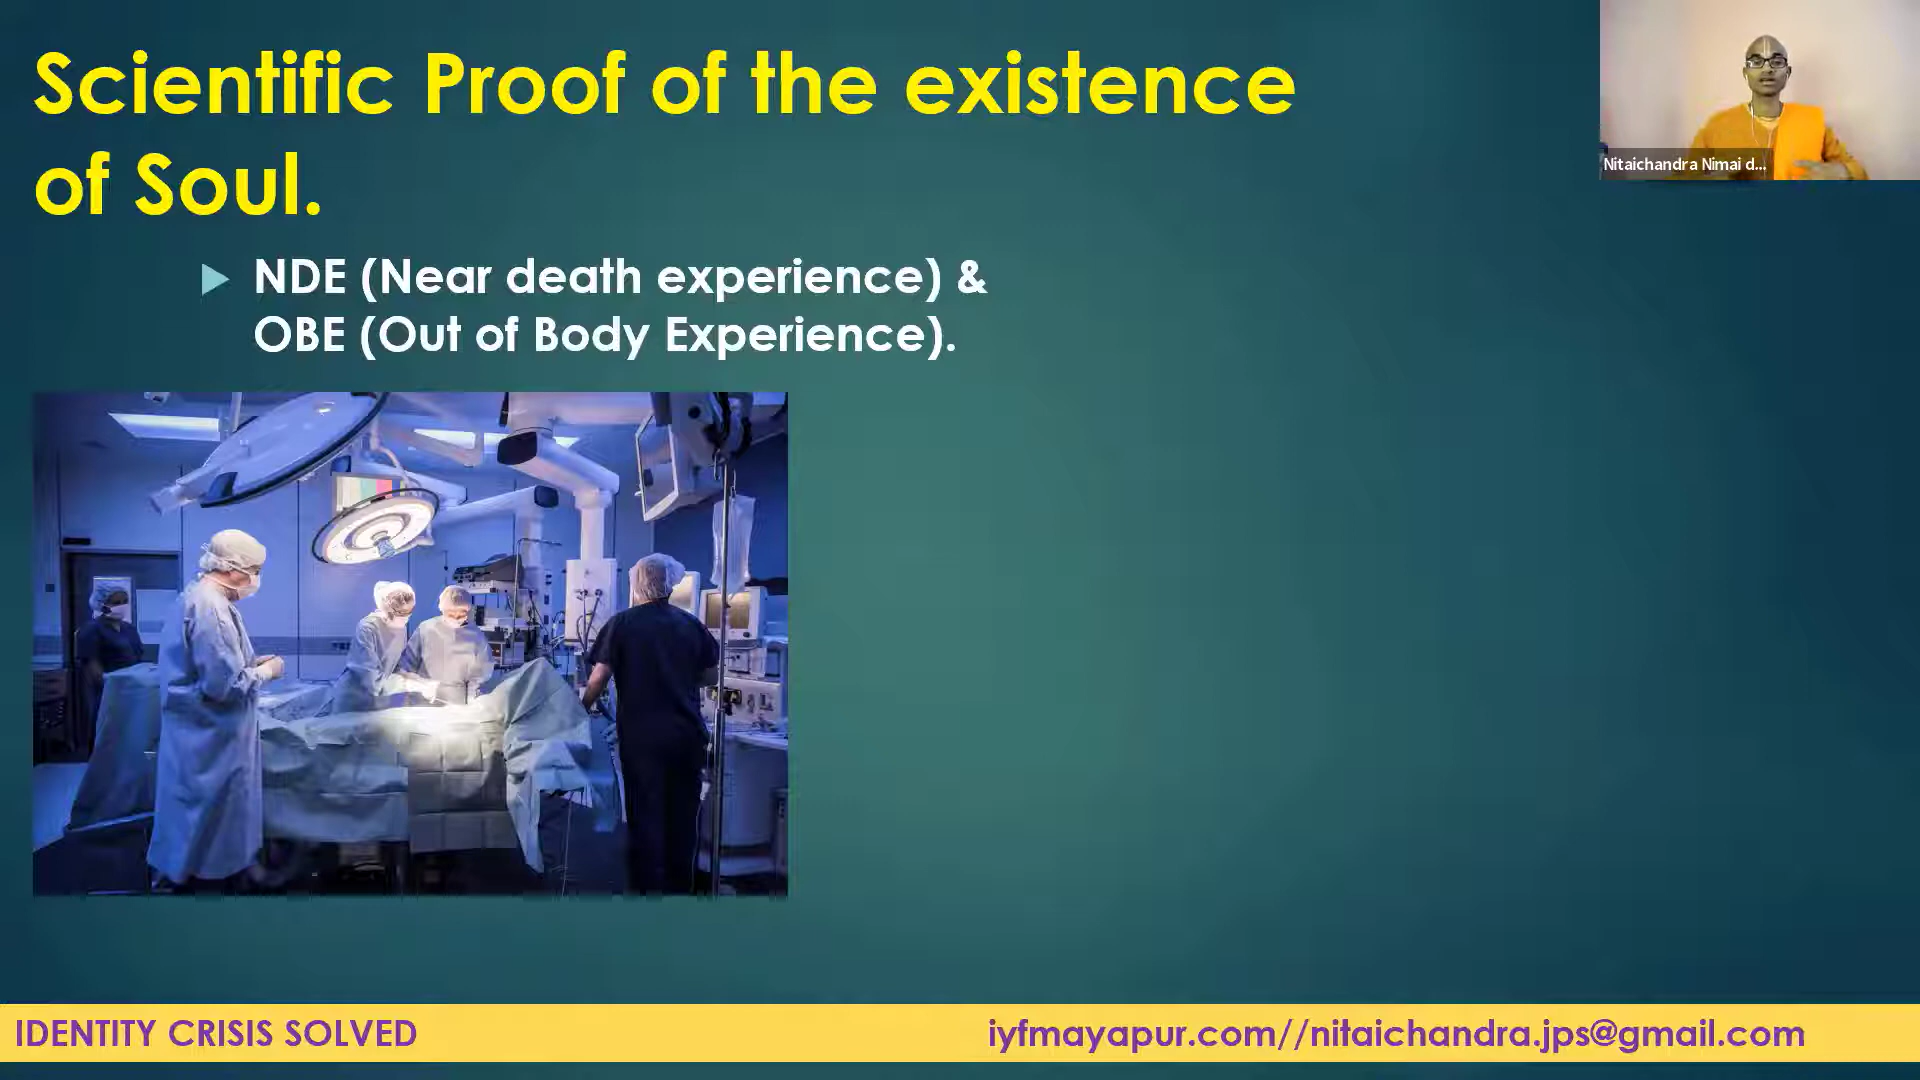 Scientific Proof of the existence
of Soul.
NDE (Near death experience) &
OBE (Out of Body Experience).
Nitaichandra Nimai d...
IDENTITY CRISIS SOLVED
iyfmayapur.com//nitaichandra.jps@gmail.com